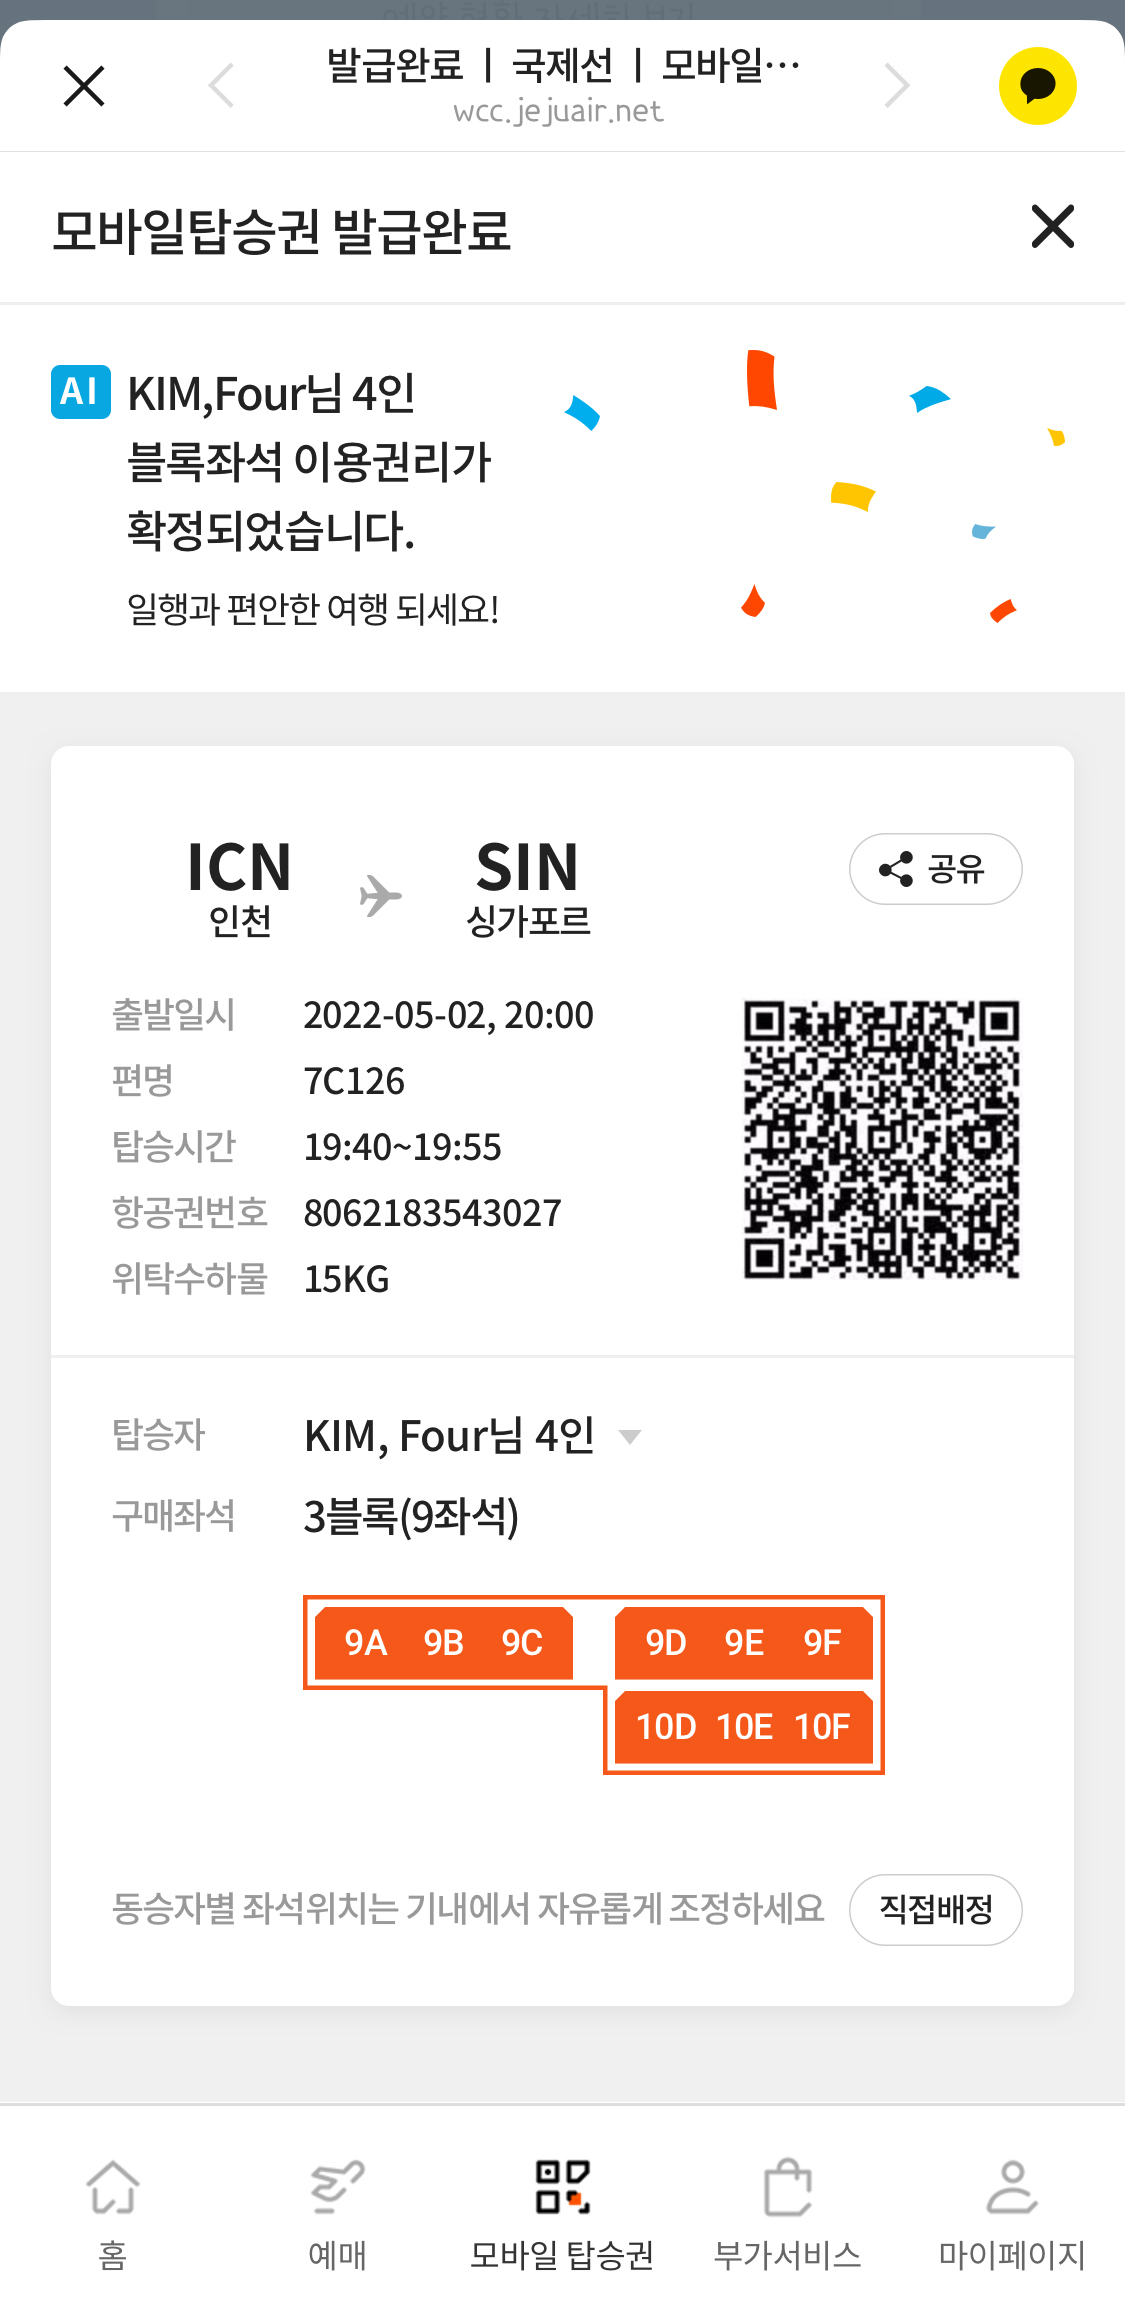 예약 현황 자세히 보기
발급완료 ㅣ 국제선 ㅣ 모바일…
wcc.jejuair.net
모바일탑승권 발급완료
AI KIM,Four님 4인
블록좌석 이용권리가
확정되었습니다.
일행과 편안한 여행 되세요!
ICN SIN 공유
인천 싱가포르
출발일시 2022-05-02, 20:00
편명 7C126
탑승시간 19:40~19:55
항공권번호 8062183543027
위탁수하물 15KG
탑승자 KIM, Four님 4인
구매좌석 3블록(9좌석)
9A 9B 9C 9D 9E 9F
10D 10E 10F
동승자별 좌석위치는 기내에서 자유롭게 조정하세요 직접배정
홈 예매 모바일 탑승권 부가서비스 마이페이지